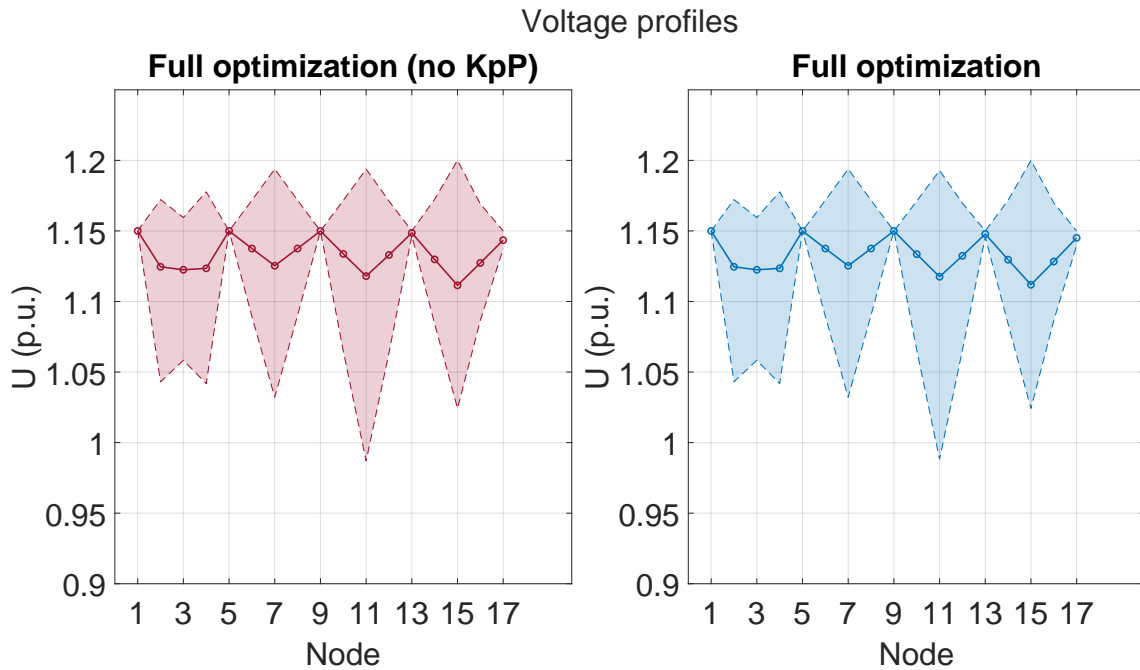 Voltage profiles
Full optimization (no KpP)
U (p.u.)
1.2
1.15
1.1
1.05
1
0.95
0.9
1 3 5 7 9 11 13 15 17
Node
Full optimization
U (p.u.)
1.2
1.15
1.1
1.05
1
0.95
0.9
1 3 5 7 9 11 13 15 17
Node